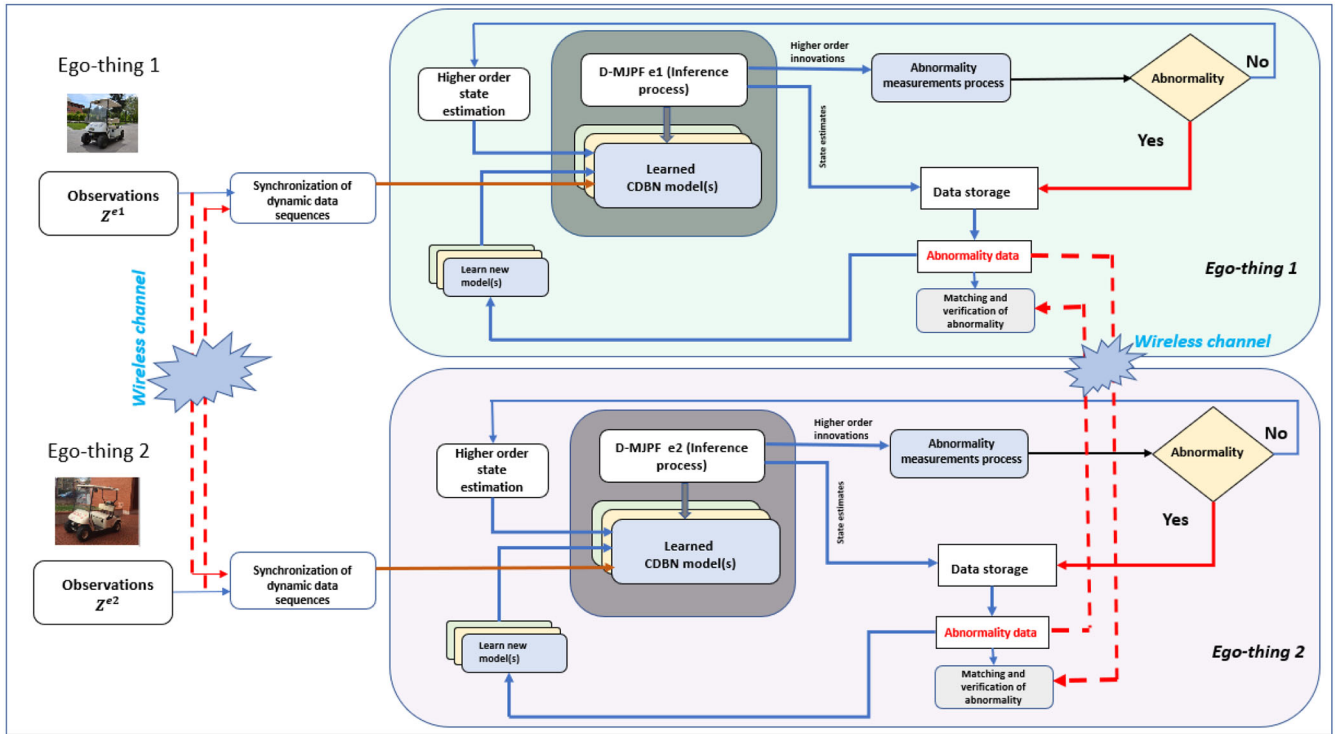 Ego-thing 1
Observations
Z^{e1}
Synchronization of
dynamic data
sequences
Higher order
state
estimation
D-MJPF e1 (Inference
process)
Learned
CDBN model(s)
Learn new
model(s)
Higher order
innovations
State estimates
Abnormality
measurements process
Abnormality
No
Yes
Data storage
Abnormality data
Matching and
verification of
abnormality
Ego-thing 1
Wireless channel
Wireless channel
Ego-thing 2
Observations
Z^{e2}
Synchronization of
dynamic data
sequences
Higher order
state
estimation
D-MJPF e2 (Inference
process)
Learned
CDBN model(s)
Learn new
model(s)
Higher order
innovations
State estimates
Abnormality
measurements process
Abnormality
No
Yes
Data storage
Abnormality data
Matching and
verification of
abnormality
Ego-thing 2